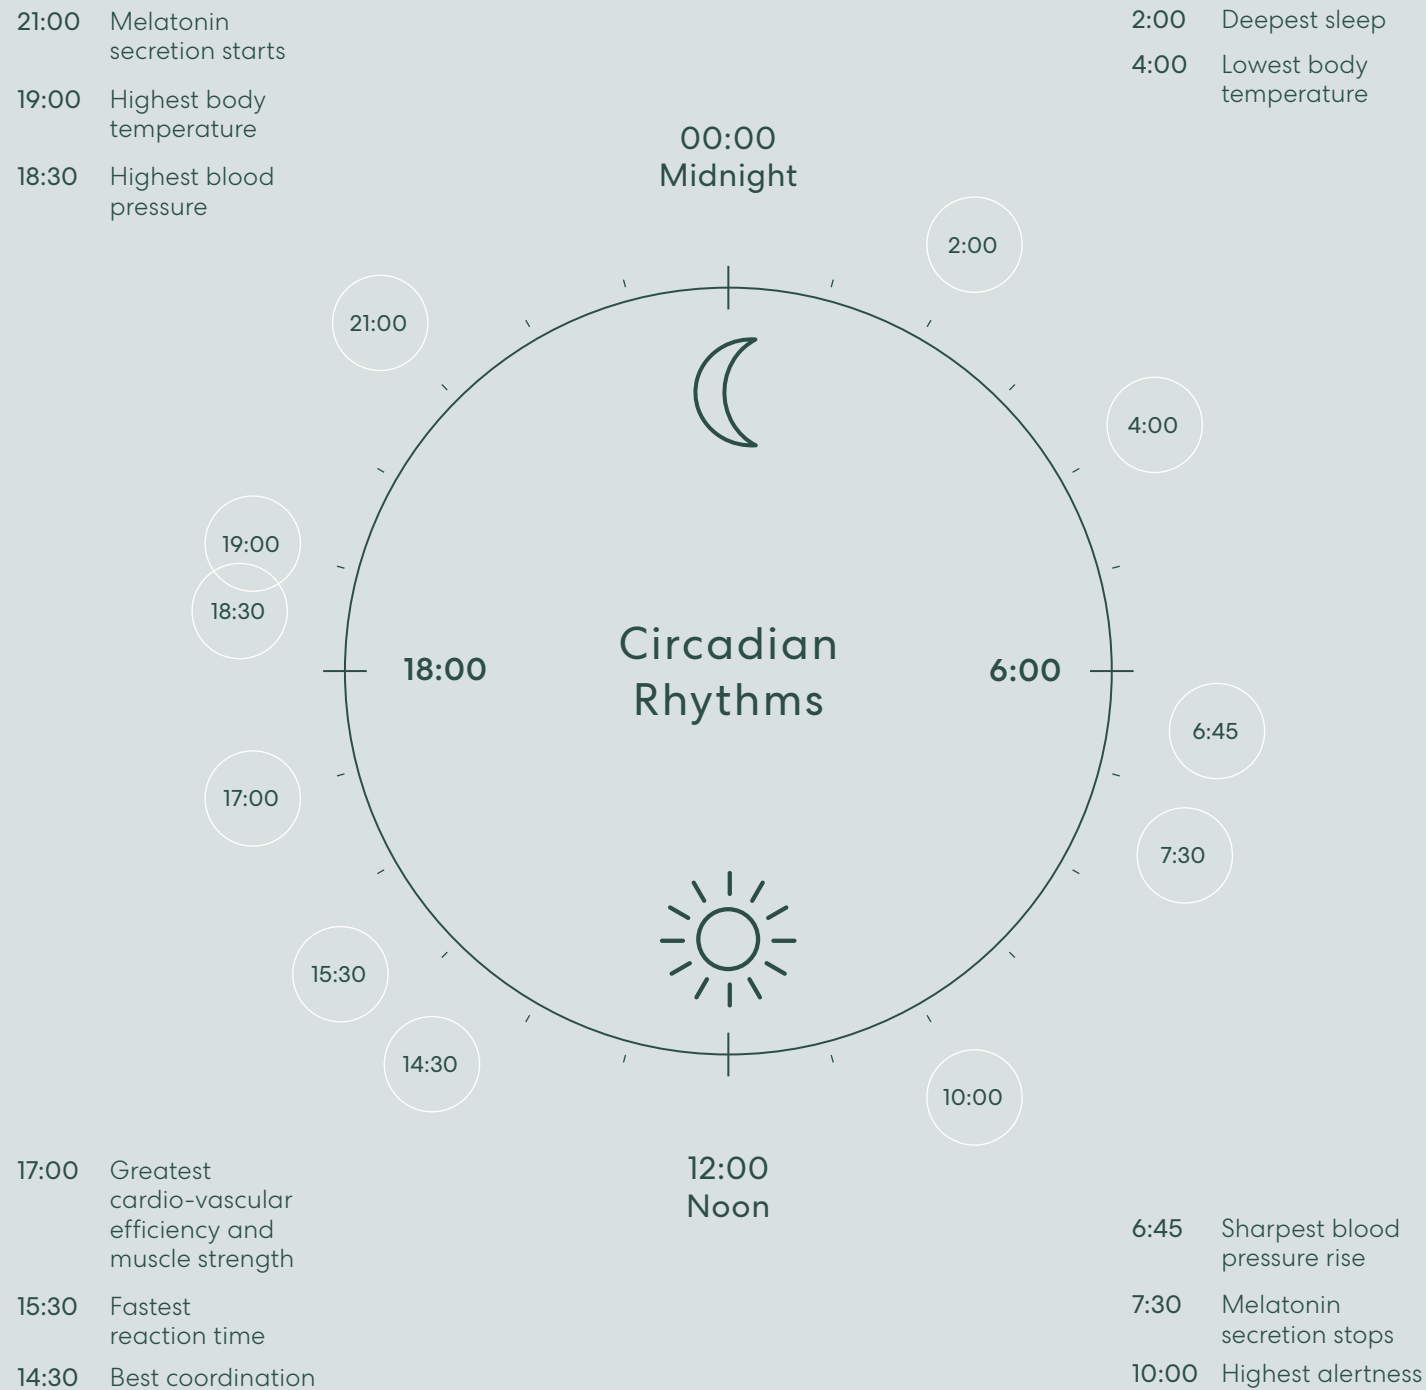 21:00 Melatonin
secretion starts
19:00 Highest body
temperature
18:30 Highest blood
pressure
2:00 Deepest sleep
4:00 Lowest body
temperature
00:00
Midnight
2:00
21:00
4:00
19:00
18:30
18:00
Circadian
Rhythms
6:00
6:45
17:00
7:30
15:30
14:30
10:00
12:00
Noon
17:00 Greatest
cardio-vascular
efficiency and
muscle strength
15:30 Fastest
reaction time
14:30 Best coordination
6:45 Sharpest blood
pressure rise
7:30 Melatonin
secretion stops
10:00 Highest alertness